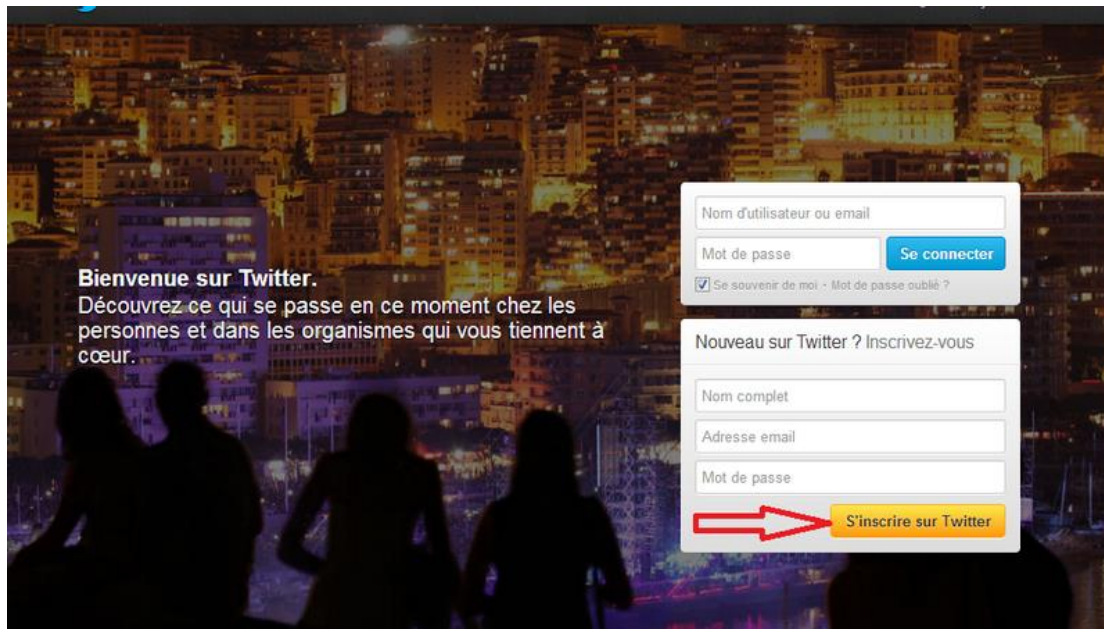 Bienvenue sur Twitter.
Découvrez ce qui se passe en ce moment chez les
personnes et dans les organismes qui vous tiennent à
cœur.
Nom d'utilisateur ou email
Mot de passe
Se connecter
Se souvenir de moi · Mot de passe oublié ?
Nouveau sur Twitter ? Inscrivez-vous
Nom complet
Adresse email
Mot de passe
S'inscrire sur Twitter